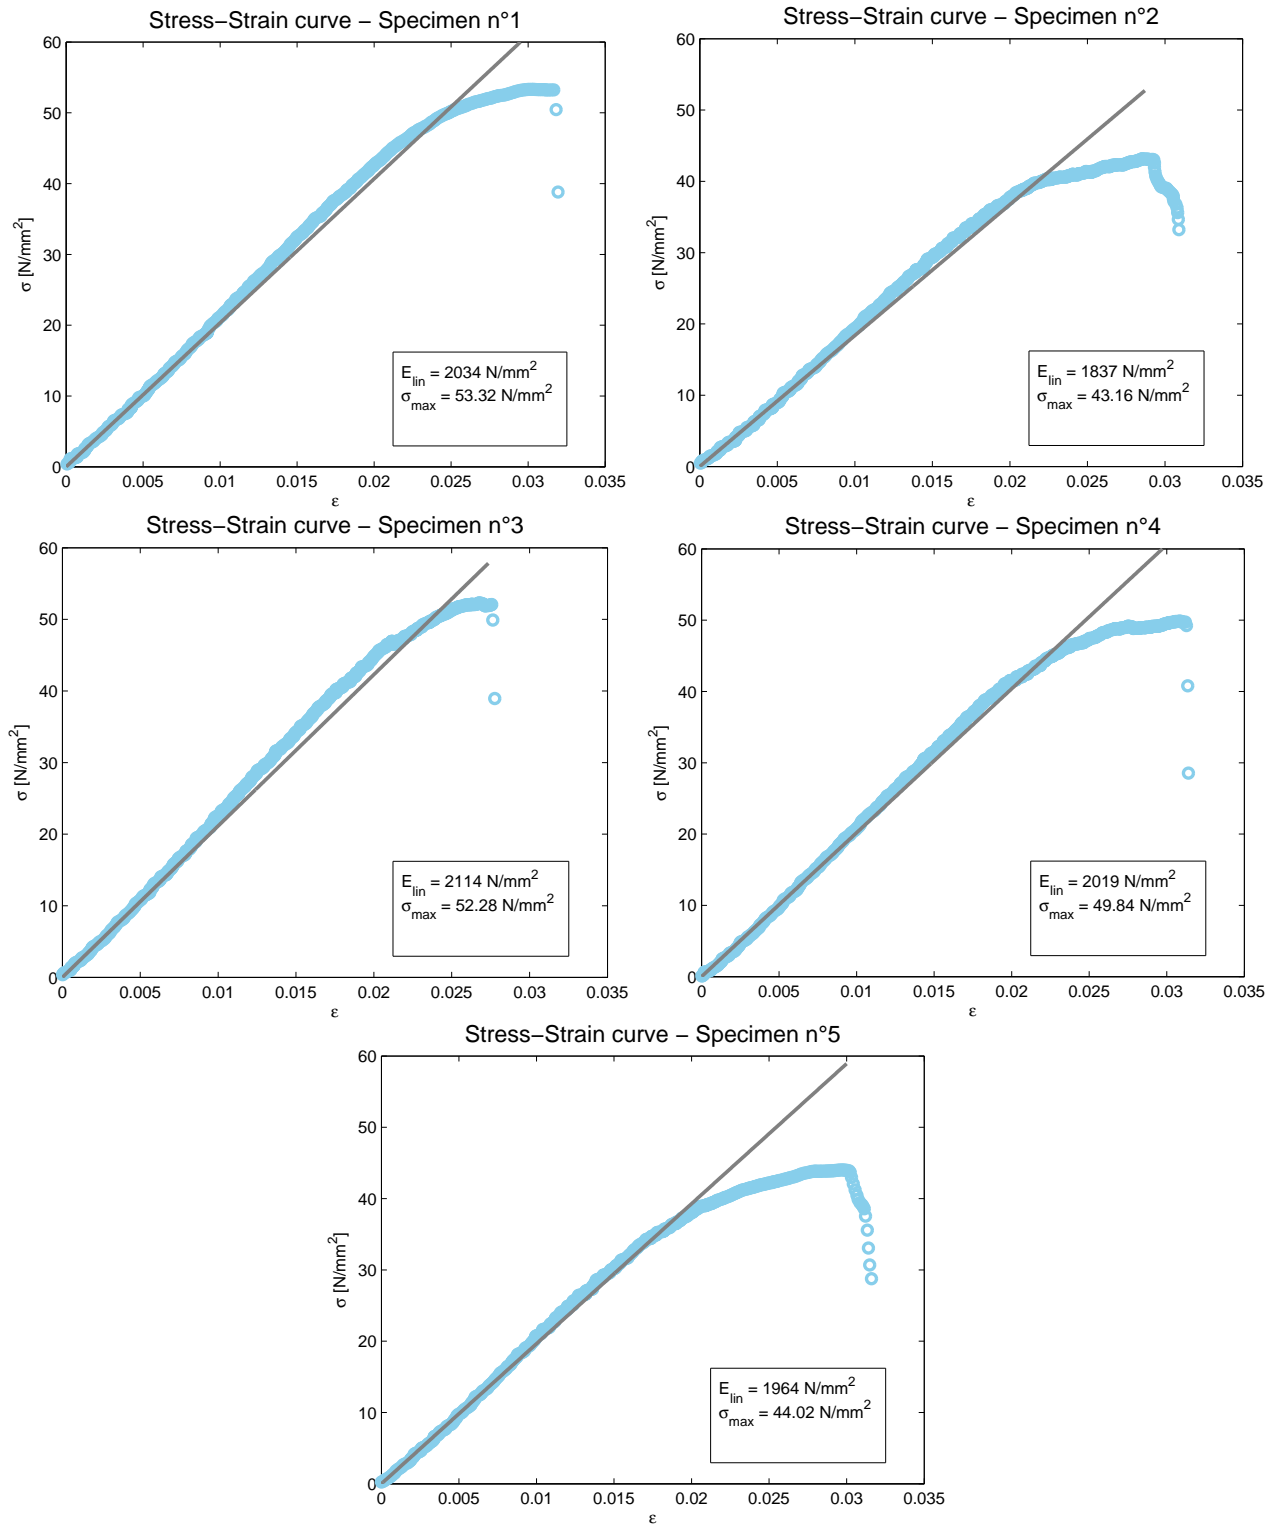 Stress−Strain curve − Specimen n°1
60
50
40
30
20
10
0
σ [N/mm²]
E_lin = 2034 N/mm²
σ_max = 53.32 N/mm²
0 0.005 0.01 0.015 0.02 0.025 0.03 0.035
ε
Stress−Strain curve − Specimen n°2
60
50
40
30
20
10
0
σ [N/mm²]
E_lin = 1837 N/mm²
σ_max = 43.16 N/mm²
0 0.005 0.01 0.015 0.02 0.025 0.03 0.035
ε
Stress−Strain curve − Specimen n°3
60
50
40
30
20
10
0
σ [N/mm²]
E_lin = 2114 N/mm²
σ_max = 52.28 N/mm²
0 0.005 0.01 0.015 0.02 0.025 0.03 0.035
ε
Stress−Strain curve − Specimen n°4
60
50
40
30
20
10
0
σ [N/mm²]
E_lin = 2019 N/mm²
σ_max = 49.84 N/mm²
0 0.005 0.01 0.015 0.02 0.025 0.03 0.035
ε
Stress−Strain curve − Specimen n°5
60
50
40
30
20
10
0
σ [N/mm²]
E_lin = 1964 N/mm²
σ_max = 44.02 N/mm²
0 0.005 0.01 0.015 0.02 0.025 0.03 0.035
ε